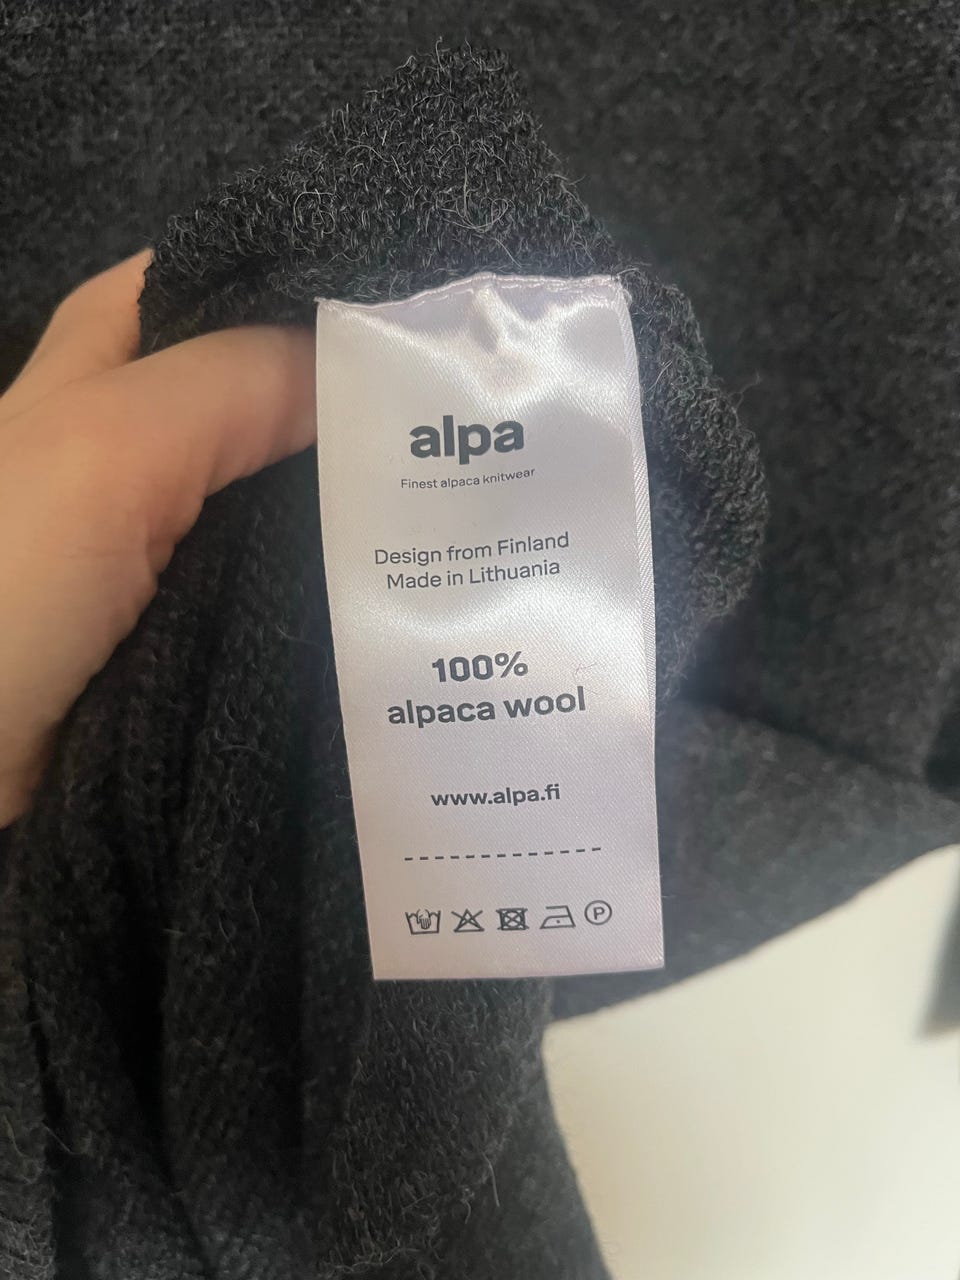 alpa
Finest alpaca knitwear
Design from Finland
Made in Lithuania
100%
alpaca wool
www.alpa.fi
-------------
P